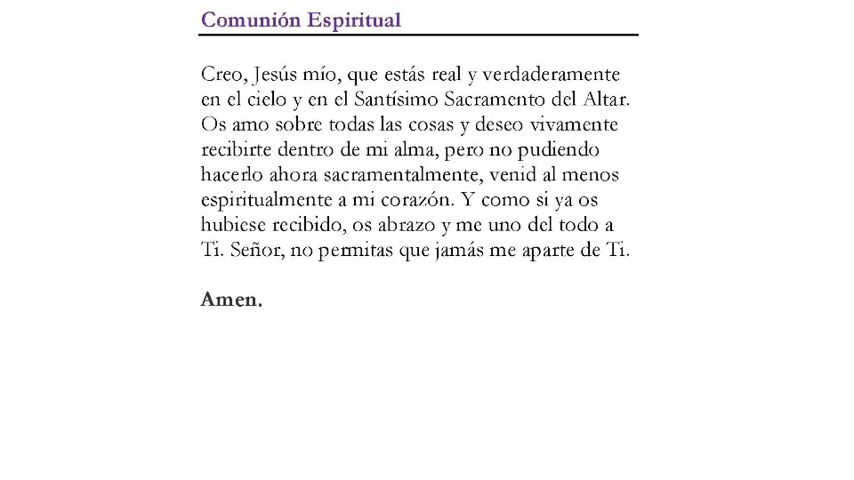 Comunión Espiritual
Creo, Jesús mío, que estás real y verdaderamente
en el cielo y en el Santísimo Sacramento del Altar.
Os amo sobre todas las cosas y deseo vivamente
recibirte dentro de mi alma, pero no pudiendo
hacerlo ahora sacramentalmente, venid al menos
espiritualmente a mi corazón. Y como si ya os
hubiese recibido, os abrazo y me uno del todo a
Ti. Señor, no permitas que jamás me aparte de Ti.
Amen.